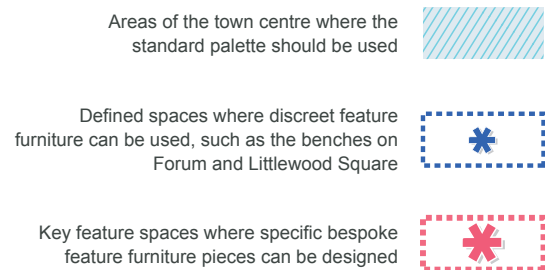 Areas of the town centre where the
standard palette should be used
Defined spaces where discreet feature
furniture can be used, such as the benches on
Forum and Littlewood Square
Key feature spaces where specific bespoke
feature furniture pieces can be designed